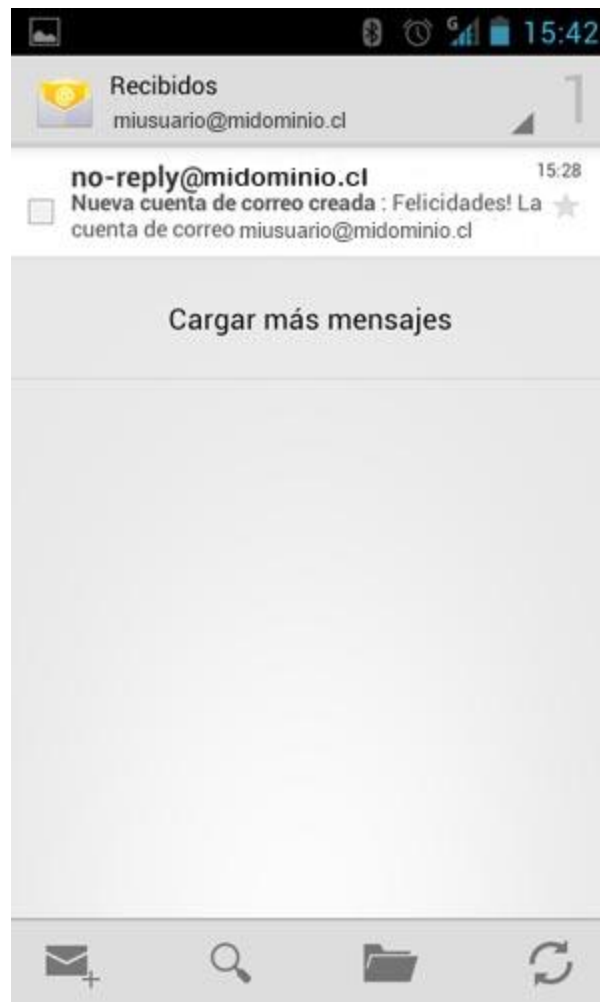 G 15:42
Recibidos
1
miusuario@midominio.cl
no-reply@midominio.cl 15:28
Nueva cuenta de correo creada : Felicidades! La
cuenta de correo miusuario@midominio.cl
Cargar más mensajes